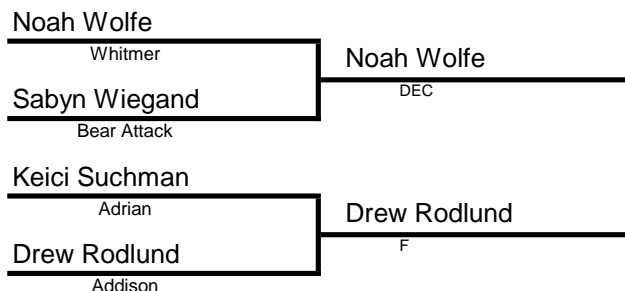 Noah Wolfe
Whitmer
Noah Wolfe
DEC
Sabyn Wiegand
Bear Attack
Keici Suchman
Adrian
Drew Rodlund
F
Drew Rodlund
Addison